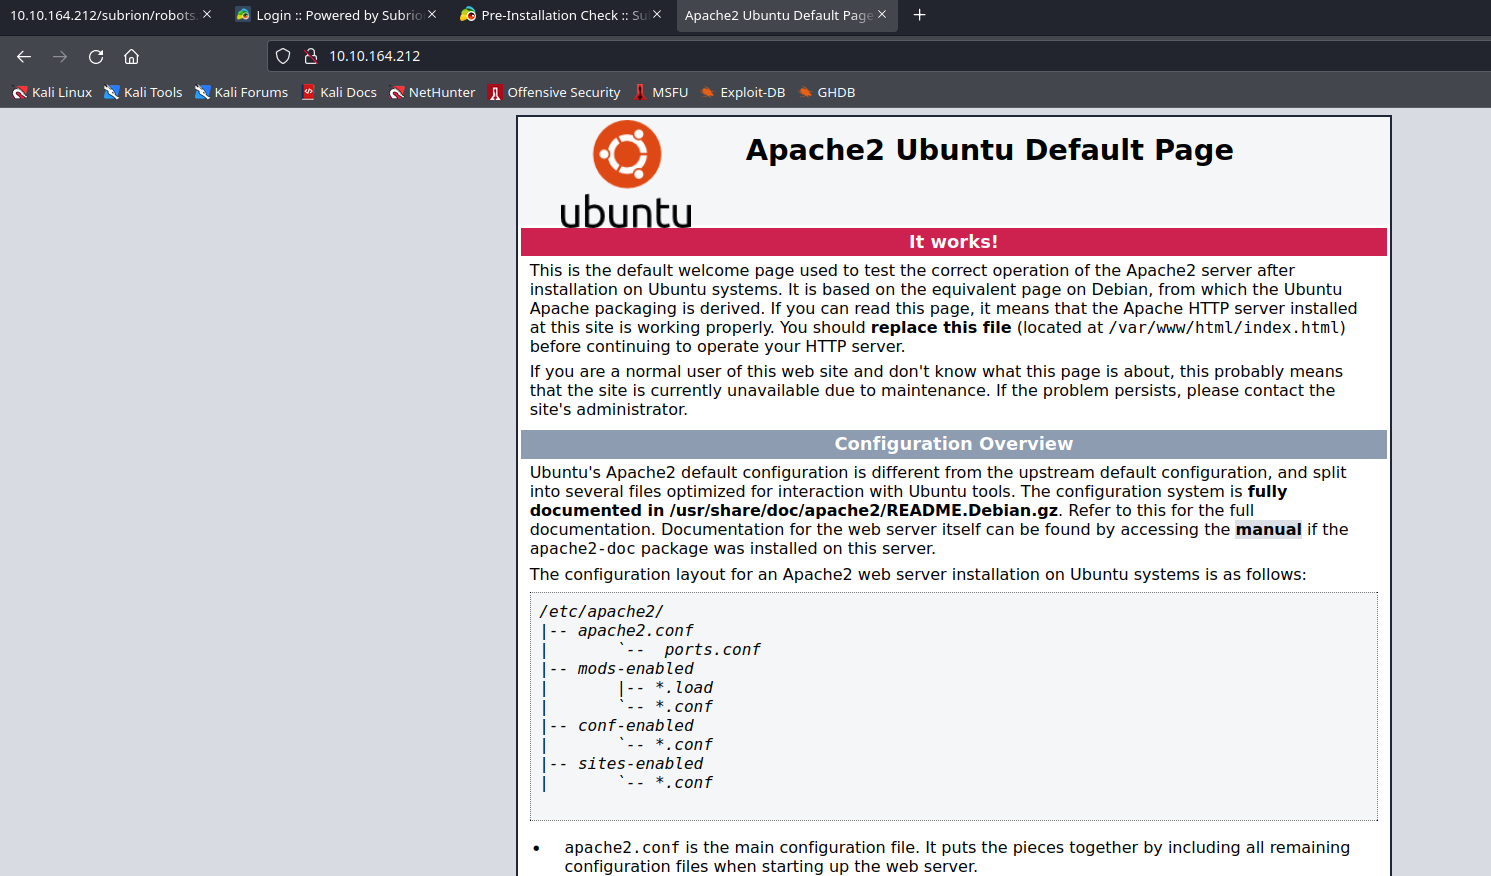 10.10.164.212/subrion/robots.
Login :: Powered by Subrio
Pre-Installation Check :: Su
Apache2 Ubuntu Default Page
10.10.164.212
Kali Linux Kali Tools Kali Forums Kali Docs NetHunter Offensive Security MSFU Exploit-DB GHDB
ubuntu
Apache2 Ubuntu Default Page
It works!
This is the default welcome page used to test the correct operation of the Apache2 server after
installation on Ubuntu systems. It is based on the equivalent page on Debian, from which the Ubuntu
Apache packaging is derived. If you can read this page, it means that the Apache HTTP server installed
at this site is working properly. You should replace this file (located at /var/www/html/index.html)
before continuing to operate your HTTP server.
If you are a normal user of this web site and don't know what this page is about, this probably means
that the site is currently unavailable due to maintenance. If the problem persists, please contact the
site's administrator.
Configuration Overview
Ubuntu's Apache2 default configuration is different from the upstream default configuration, and split
into several files optimized for interaction with Ubuntu tools. The configuration system is fully
documented in /usr/share/doc/apache2/README.Debian.gz. Refer to this for the full
documentation. Documentation for the web server itself can be found by accessing the manual if the
apache2-doc package was installed on this server.
The configuration layout for an Apache2 web server installation on Ubuntu systems is as follows:
/etc/apache2/
|-- apache2.conf
|       `--  ports.conf
|-- mods-enabled
|       |-- *.load
|       `-- *.conf
|-- conf-enabled
|       `-- *.conf
|-- sites-enabled
|       `-- *.conf
• apache2.conf is the main configuration file. It puts the pieces together by including all remaining
configuration files when starting up the web server.